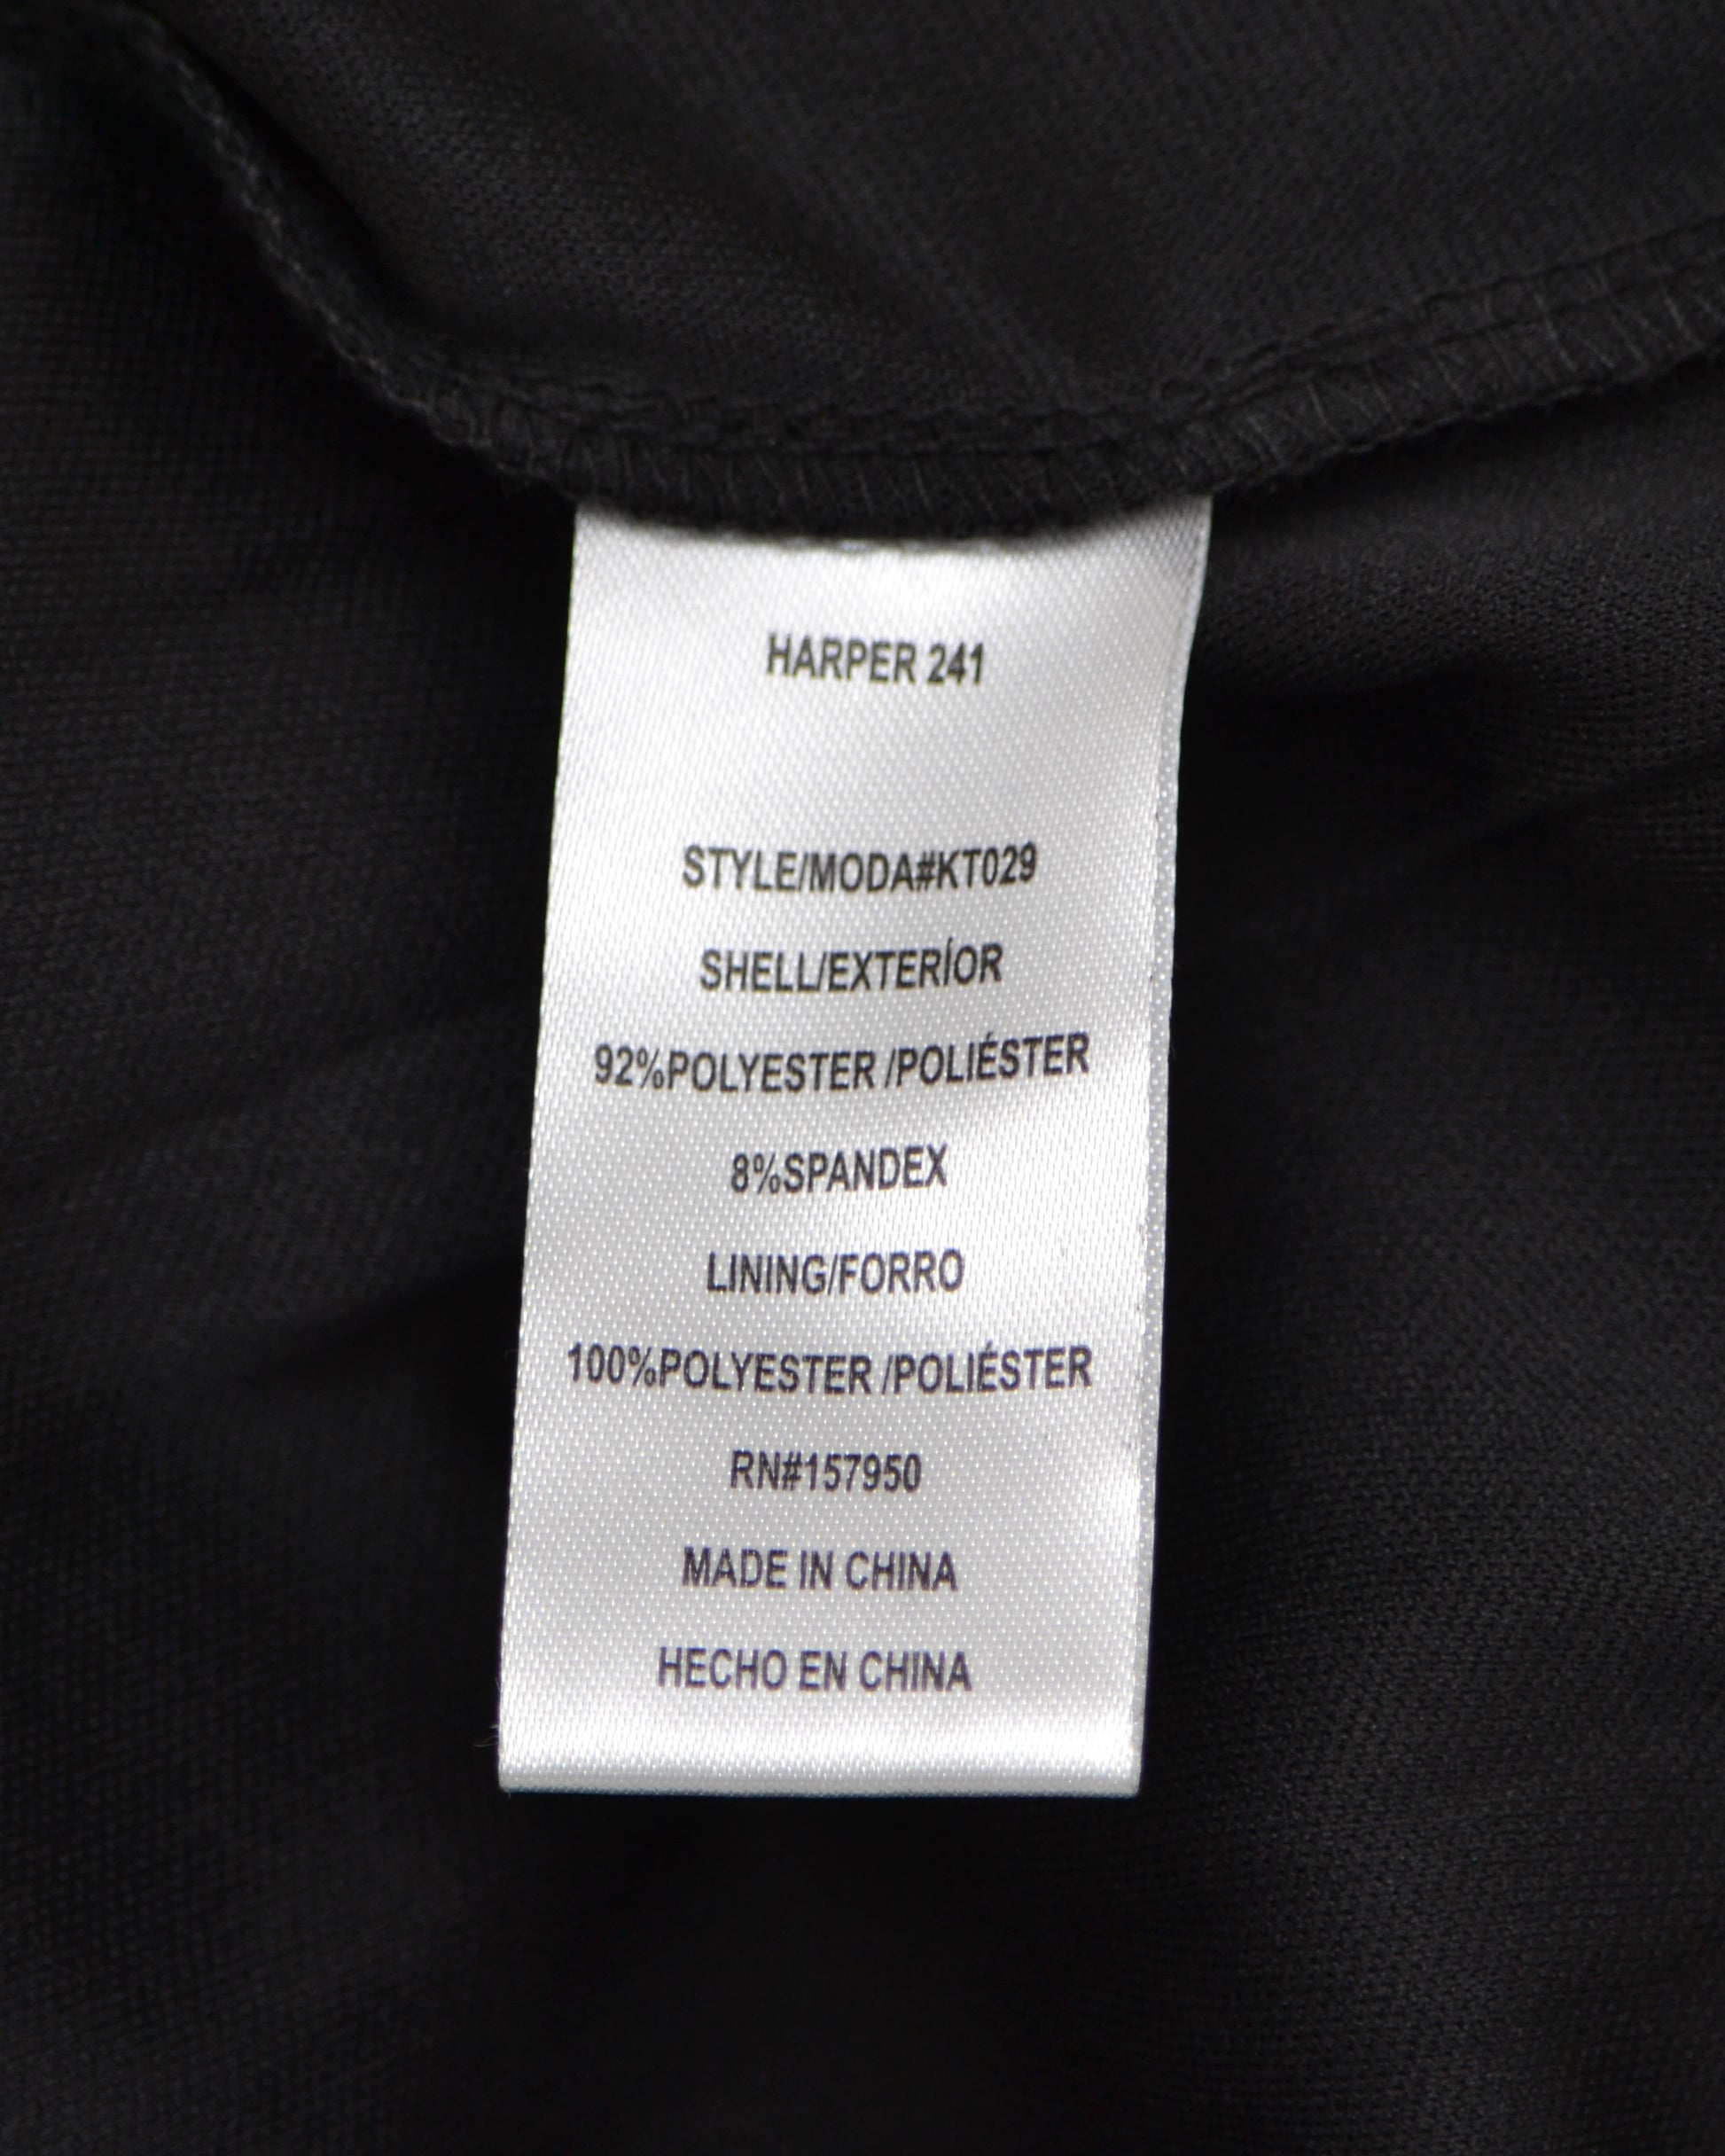 HARPER 241
STYLE/MODA#KT029
SHELL/EXTERÍOR
92%POLYESTER /POLIÉSTER
8%SPANDEX
LINING/FORRO
100%POLYESTER /POLIÉSTER
RN#157950
MADE IN CHINA
HECHO EN CHINA